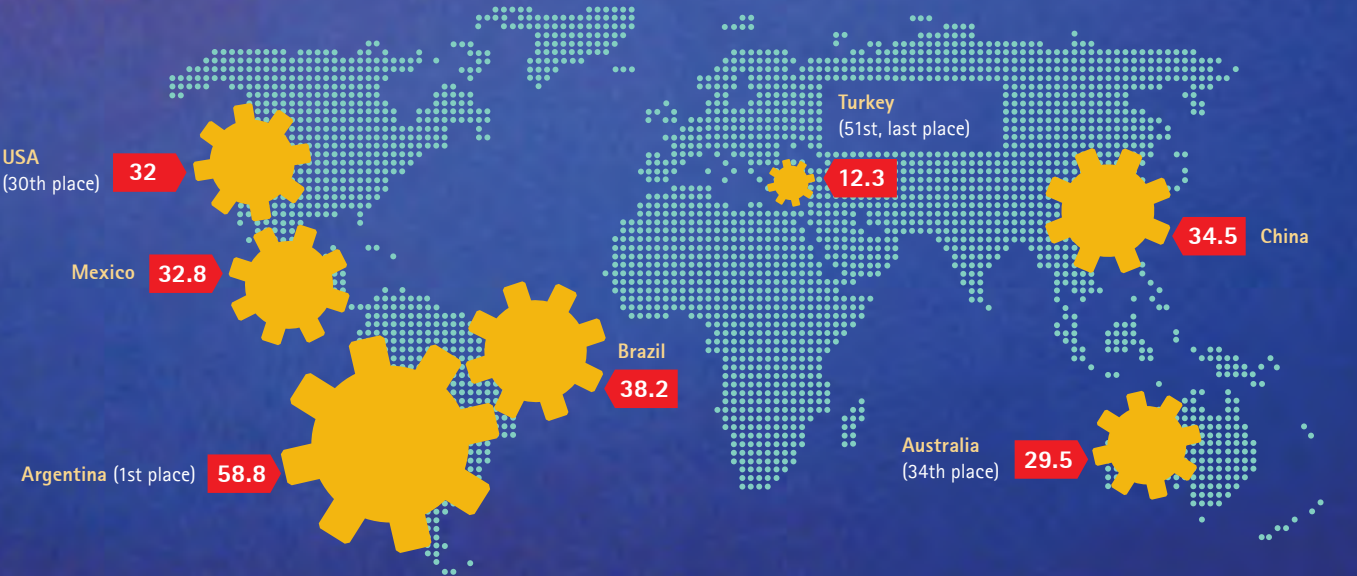 Turkey
(51st, last place)
12.3
USA
(30th place)
32
34.5
China
Mexico
32.8
Brazil
38.2
Argentina (1st place)
58.8
Australia
(34th place)
29.5